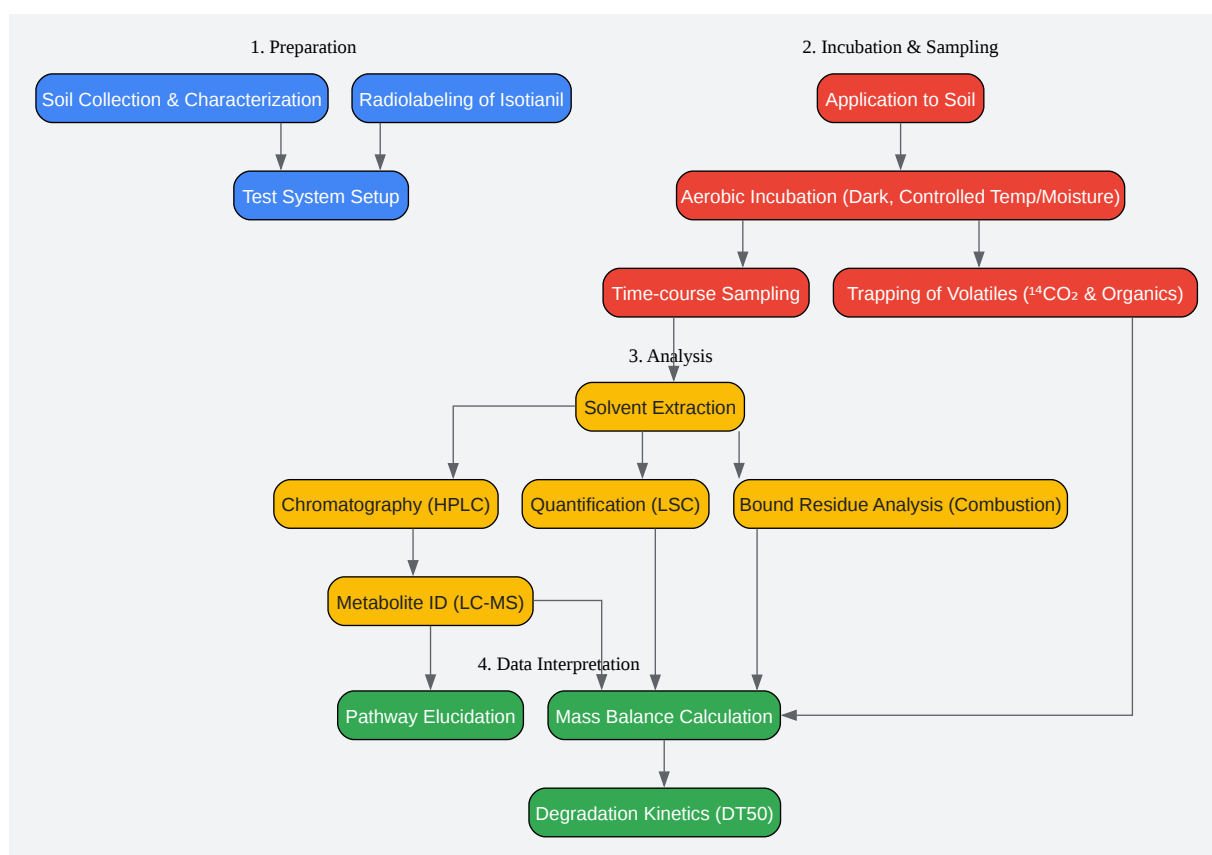 1. Preparation
Soil Collection & Characterization
Radiolabeling of Isotianil
Test System Setup
2. Incubation & Sampling
Application to Soil
Aerobic Incubation (Dark, Controlled Temp/Moisture)
Time-course Sampling
Trapping of Volatiles (¹⁴CO₂ & Organics)
3. Analysis
Solvent Extraction
Chromatography (HPLC)
Quantification (LSC)
Bound Residue Analysis (Combustion)
Metabolite ID (LC-MS)
4. Data Interpretation
Pathway Elucidation
Mass Balance Calculation
Degradation Kinetics (DT50)